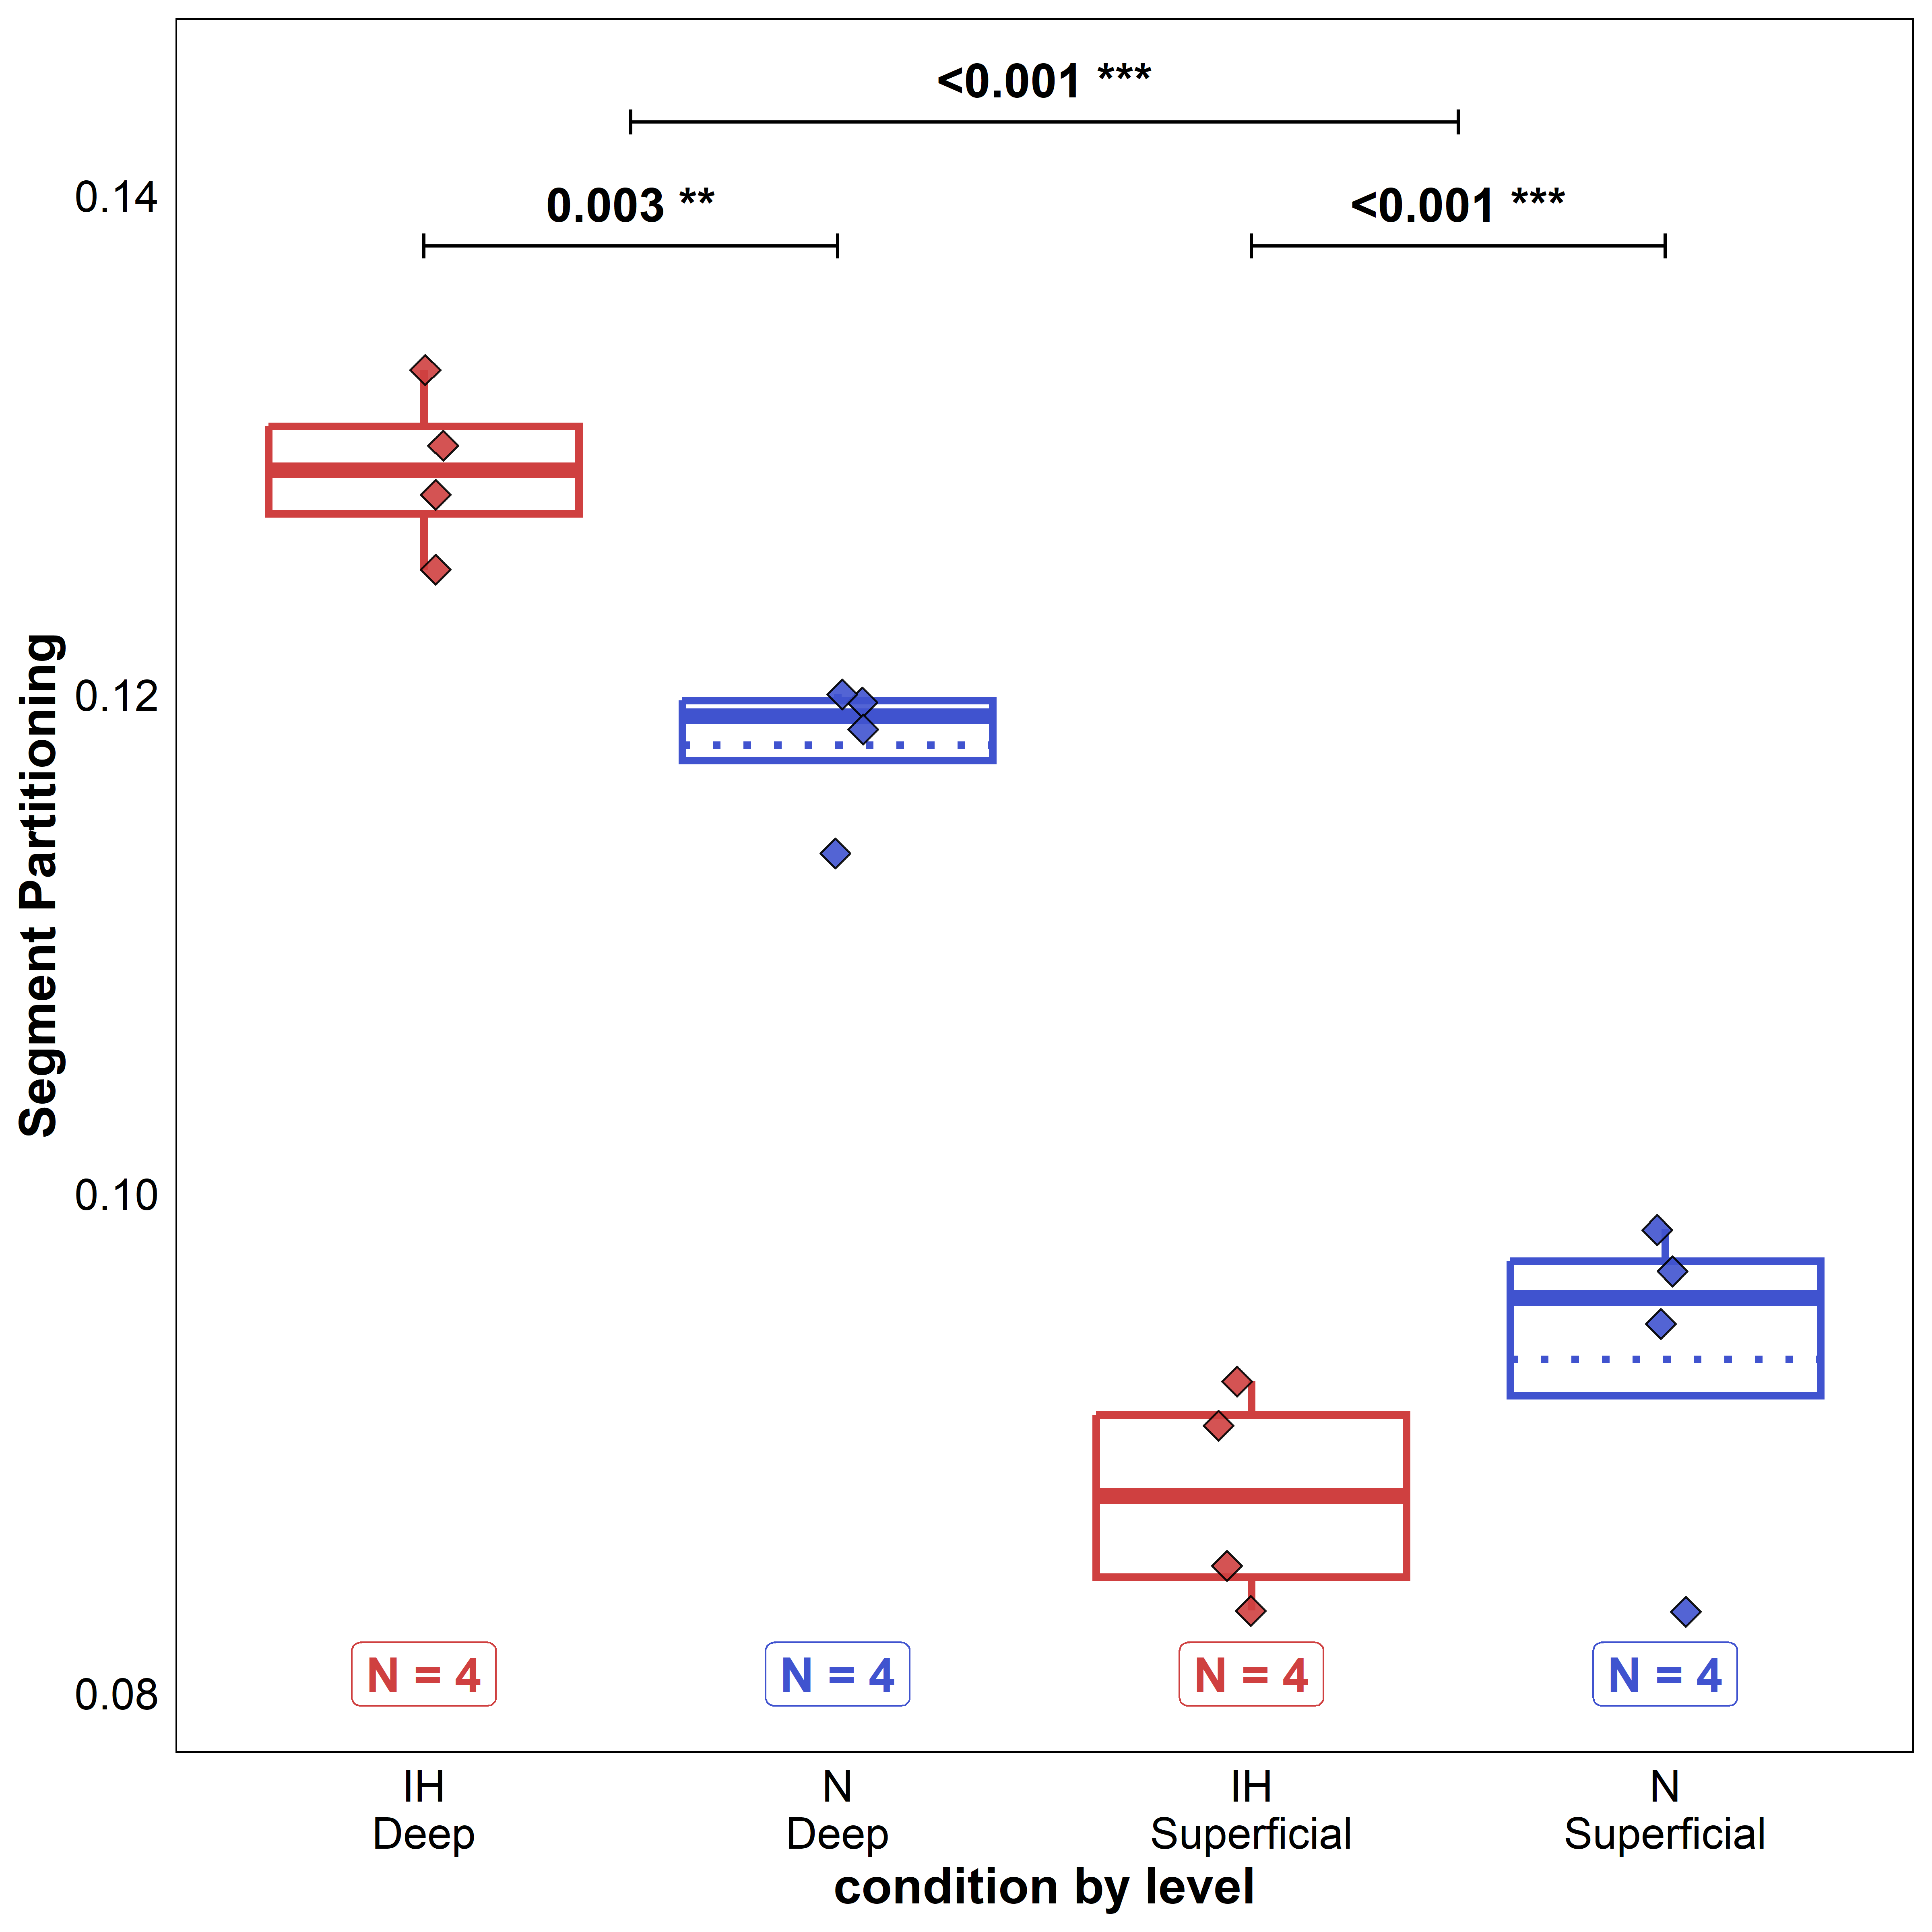 <0.001 ***
0.003 **
<0.001 ***
0.14
0.12
0.10
0.08
Segment Partitioning
N = 4
N = 4
N = 4
N = 4
IH
Deep
N
Deep
IH
Superficial
N
Superficial
condition by level